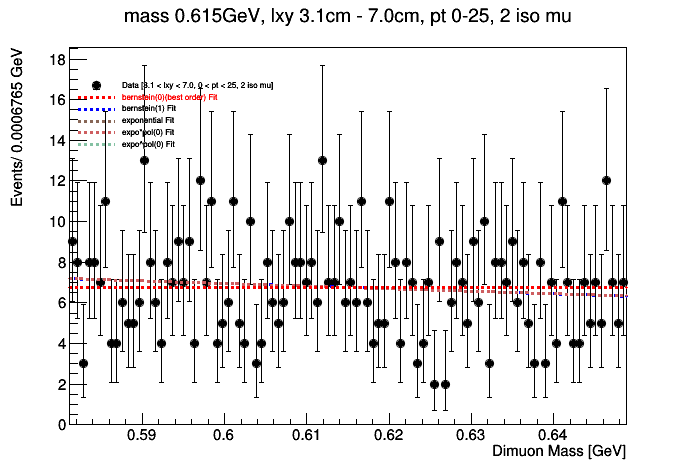 mass 0.615GeV, lxy 3.1cm - 7.0cm, pt 0-25, 2 iso mu
Events/ 0.0006765 GeV
18
16
14
12
10
8
6
4
2
0
Data [3.1 < lxy < 7.0, 0 < pt < 25, 2 iso mu]
bernstein(0)(best order) Fit
bernstein(1) Fit
exponential Fit
expo*pol(0) Fit
expo*pol(0) Fit
0.59
0.6
0.61
0.62
0.63
0.64
Dimuon Mass [GeV]